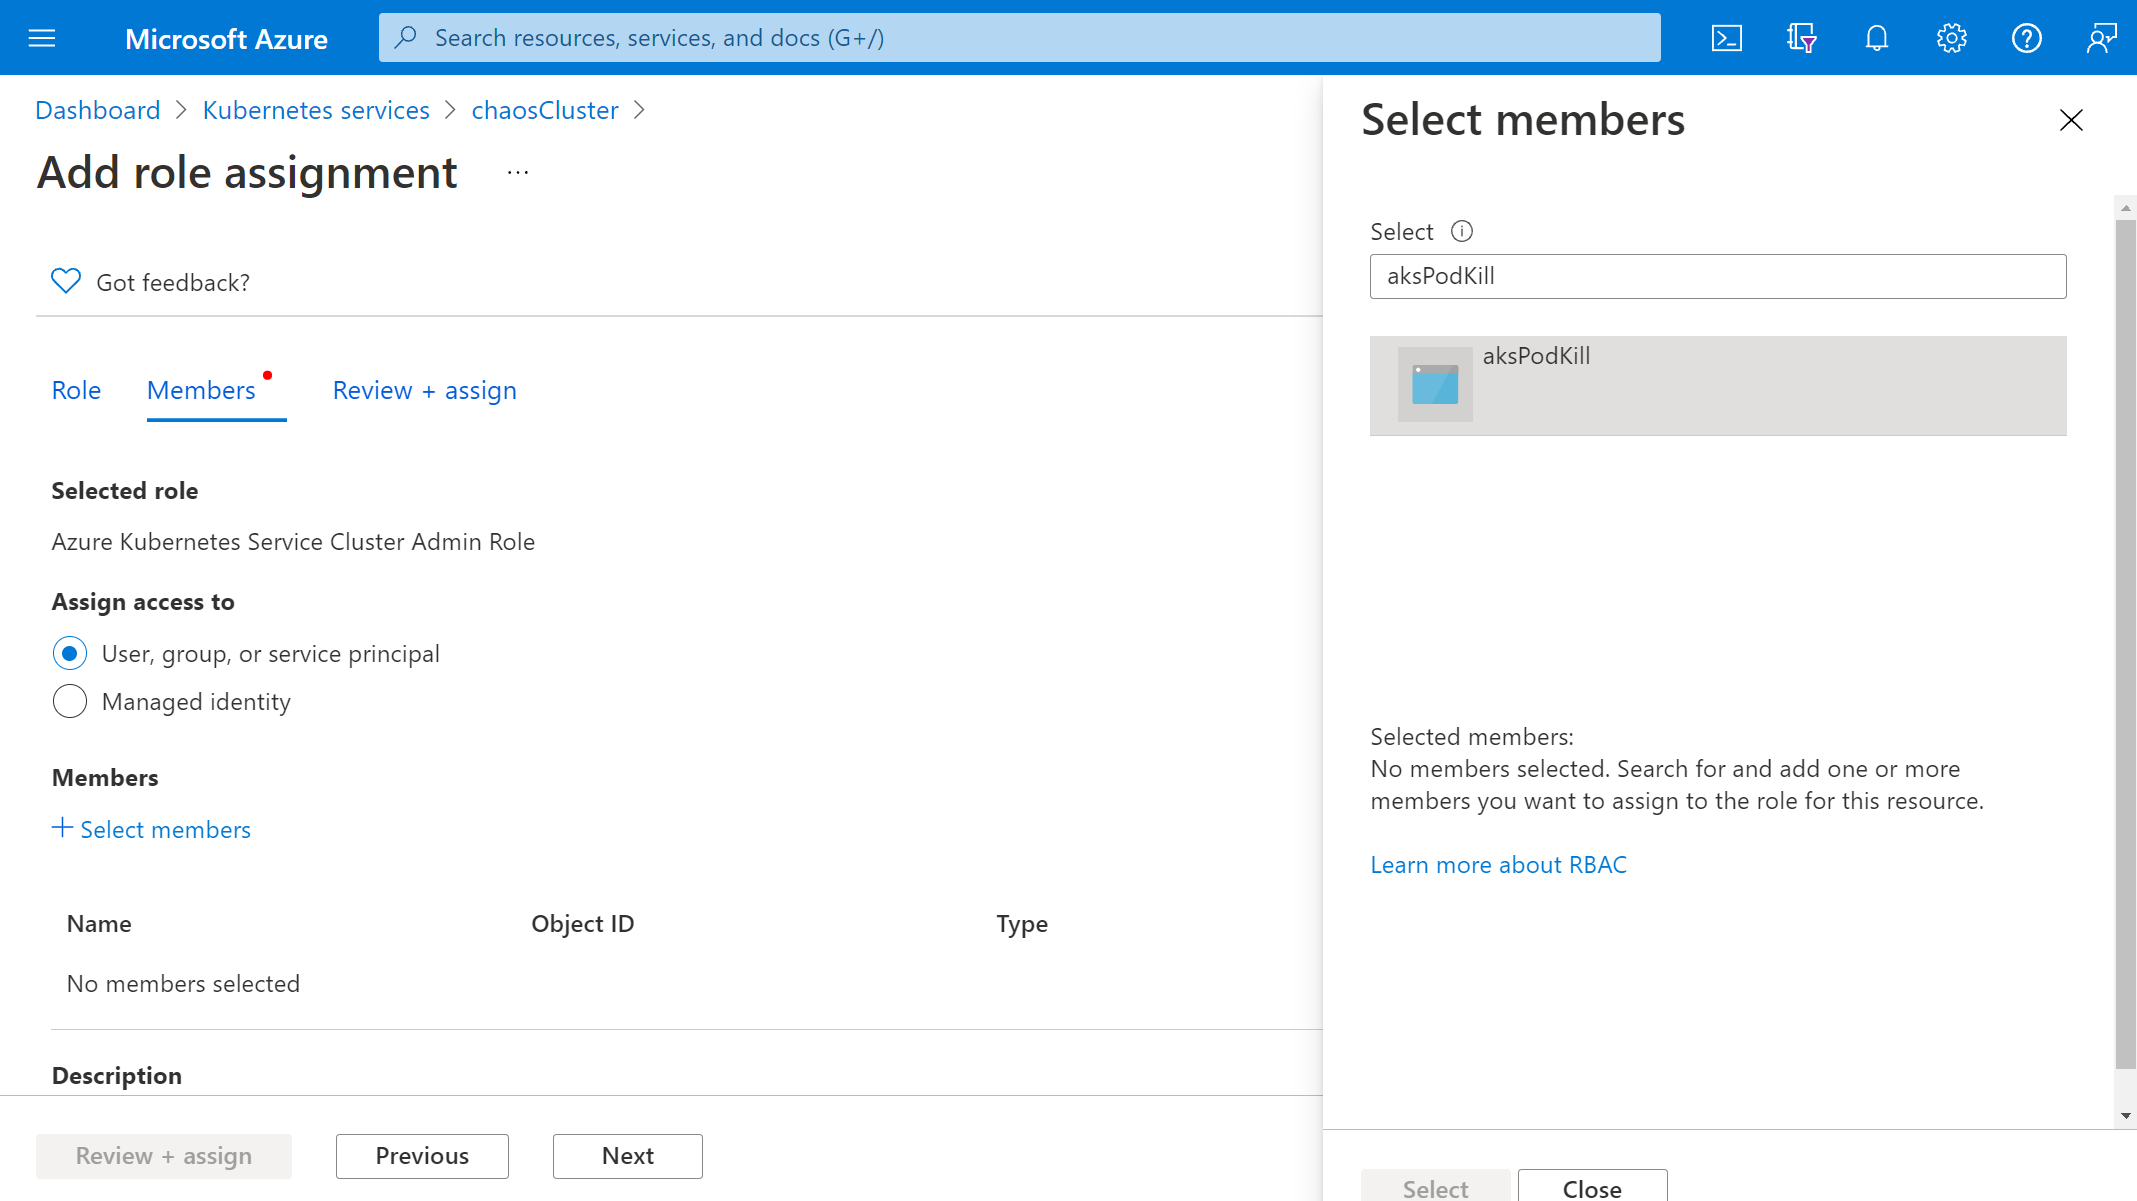 Microsoft Azure
Search resources, services, and docs (G+/)
Dashboard
Kubernetes services
chaosCluster
Add role assignment
...
Got feedback?
Role
Members
Review + assign
Selected role
Azure Kubernetes Service Cluster Admin Role
Assign access to
User, group, or service principal
Managed identity
Members
+ Select members
Name Object ID Type
No members selected
Description
Review + assign
Previous
Next
Select members
Select
aksPodKill
aksPodKill
Selected members:
No members selected. Search for and add one or more
members you want to assign to the role for this resource.
Learn more about RBAC
Select
Close